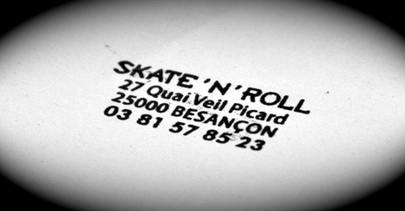 SKATE 'N' ROLL
27 Quai Veil Picard
25000 BESANÇON
03 81 57 85 23